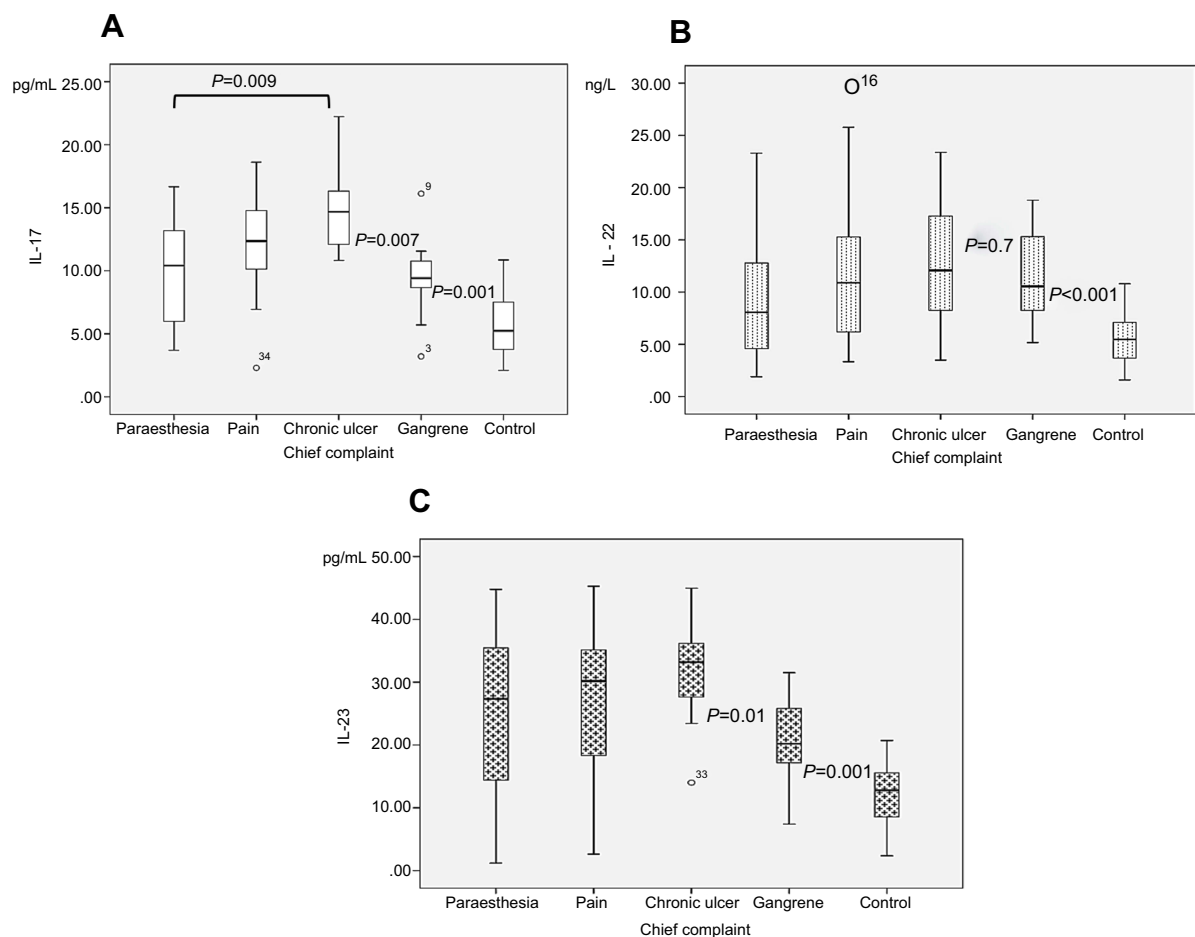 A
pg/mL 25.00
20.00
15.00
10.00
5.00
.00
IL-17
P=0.009
9
P=0.007
P=0.001
34
3
Paraesthesia Pain Chronic ulcer Gangrene Control
Chief complaint
B
ng/L 30.00
25.00
20.00
15.00
10.00
5.00
.00
IL - 22
O16
P=0.7
P<0.001
Paraesthesia Pain Chronic ulcer Gangrene Control
Chief complaint
C
pg/mL 50.00
40.00
30.00
20.00
10.00
.00
IL-23
P=0.01
P=0.001
33
Paraesthesia Pain Chronic ulcer Gangrene Control
Chief complaint